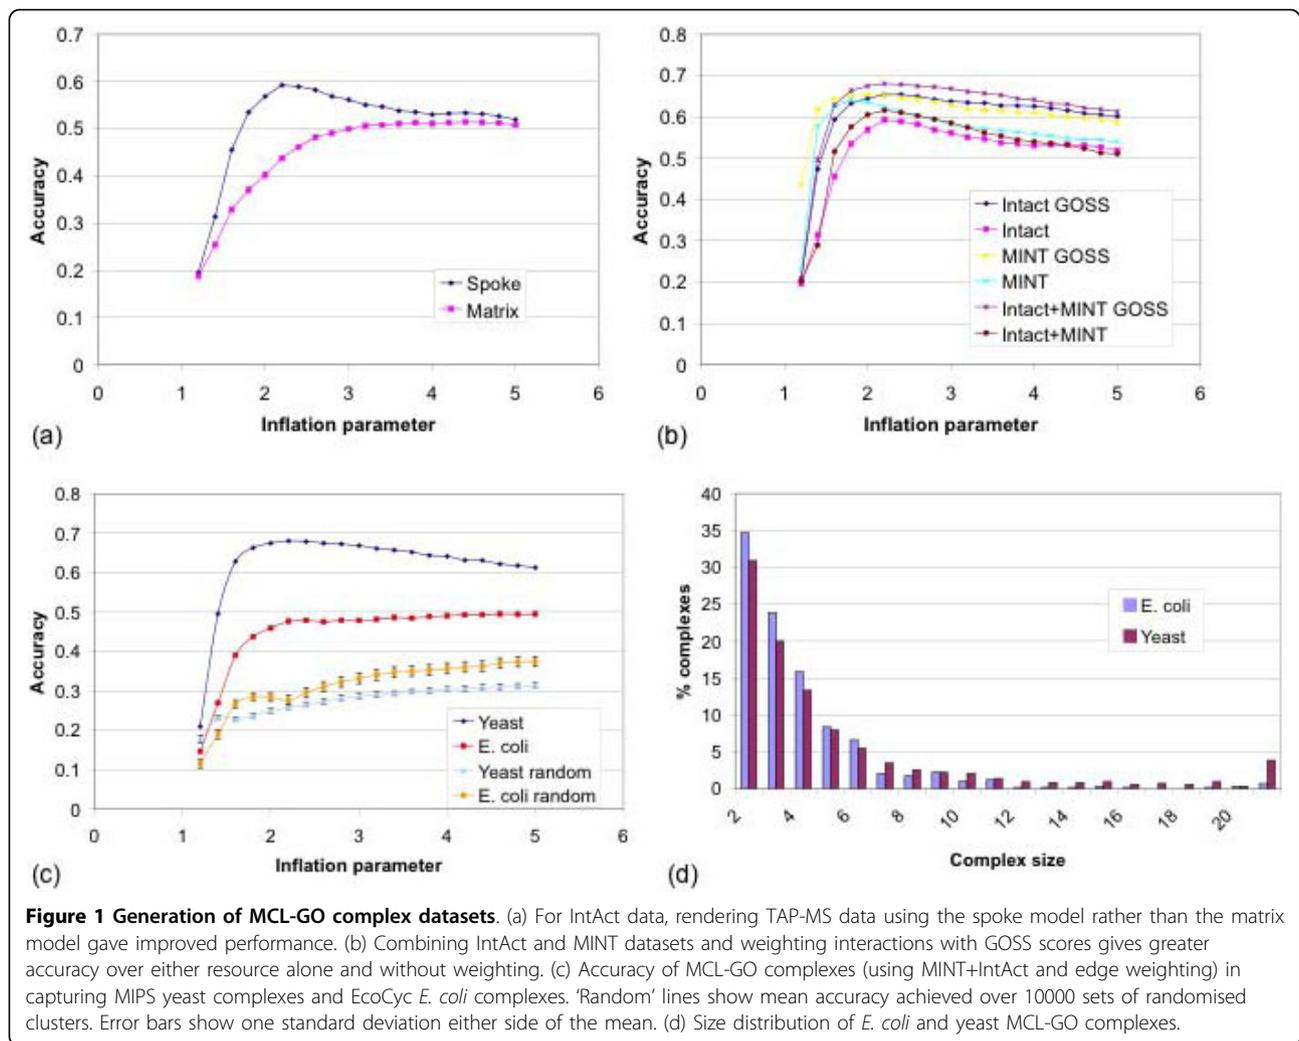 0.7
0.6
0.5
0.4
0.3
0.2
0.1
0
Accuracy
0 1 2 3 4 5 6
Inflation parameter
Spoke
Matrix
(a)
0.8
0.7
0.6
0.5
0.4
0.3
0.2
0.1
0
Accuracy
0 1 2 3 4 5 6
Inflation parameter
Intact GOSS
Intact
MINT GOSS
MINT
Intact+MINT GOSS
Intact+MINT
(b)
0.8
0.7
0.6
0.5
0.4
0.3
0.2
0.1
0
Accuracy
0 1 2 3 4 5 6
Inflation parameter
Yeast
E. coli
Yeast random
E. coli random
(c)
40
35
30
25
20
15
10
5
0
% complexes
2 4 6 8 10 12 14 16 18 20
Complex size
E. coli
Yeast
(d)
Figure 1 Generation of MCL-GO complex datasets. (a) For IntAct data, rendering TAP-MS data using the spoke model rather than the matrix
model gave improved performance. (b) Combining IntAct and MINT datasets and weighting interactions with GOSS scores gives greater
accuracy over either resource alone and without weighting. (c) Accuracy of MCL-GO complexes (using MINT+IntAct and edge weighting) in
capturing MIPS yeast complexes and EcoCyc E. coli complexes. 'Random' lines show mean accuracy achieved over 10000 sets of randomised
clusters. Error bars show one standard deviation either side of the mean. (d) Size distribution of E. coli and yeast MCL-GO complexes.